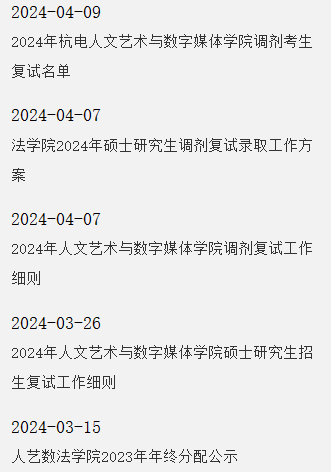 2024-04-09
2024年杭电人文艺术与数字媒体学院调剂考生
复试名单
2024-04-07
法学院2024年硕士研究生调剂复试录取工作方
案
2024-04-07
2024年人文艺术与数字媒体学院调剂复试工作
细则
2024-03-26
2024年人文艺术与数字媒体学院硕士研究生招
生复试工作细则
2024-03-15
人艺数法学院2023年年终分配公示